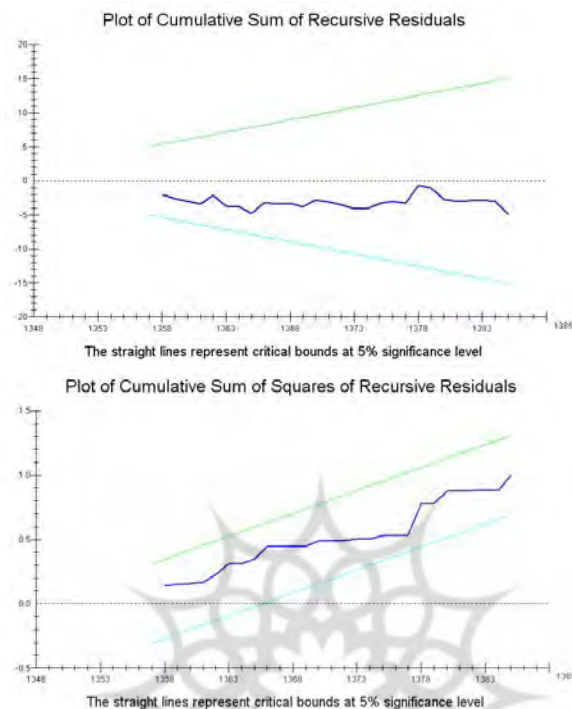 Plot of Cumulative Sum of Recursive Residuals
20
15
10
5
0
-5
-10
-15
-20
1348 1353 1358 1363 1368 1373 1378 1383
The straight lines represent critical bounds at 5% significance level
Plot of Cumulative Sum of Squares of Recursive Residuals
1.5
1.0
0.5
0.0
-0.5
1348 1353 1358 1363 1368 1373 1378 1383
The straight lines represent critical bounds at 5% significance level